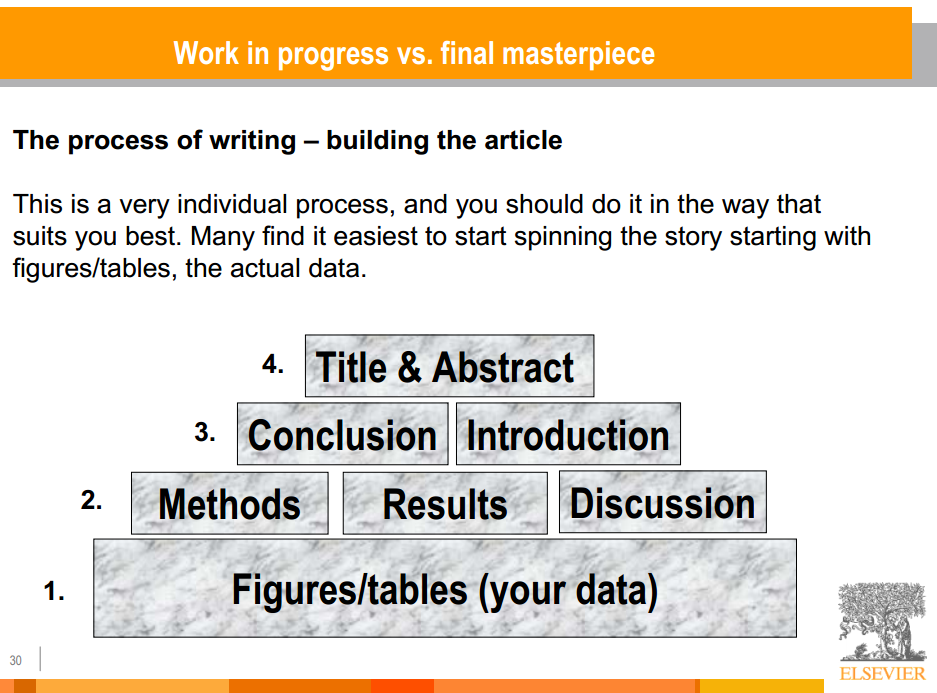 Work in progress vs. final masterpiece
The process of writing – building the article
This is a very individual process, and you should do it in the way that
suits you best. Many find it easiest to start spinning the story starting with
figures/tables, the actual data.
4. Title & Abstract
3. Conclusion Introduction
2. Methods Results Discussion
1. Figures/tables (your data)
30
ELSEVIER